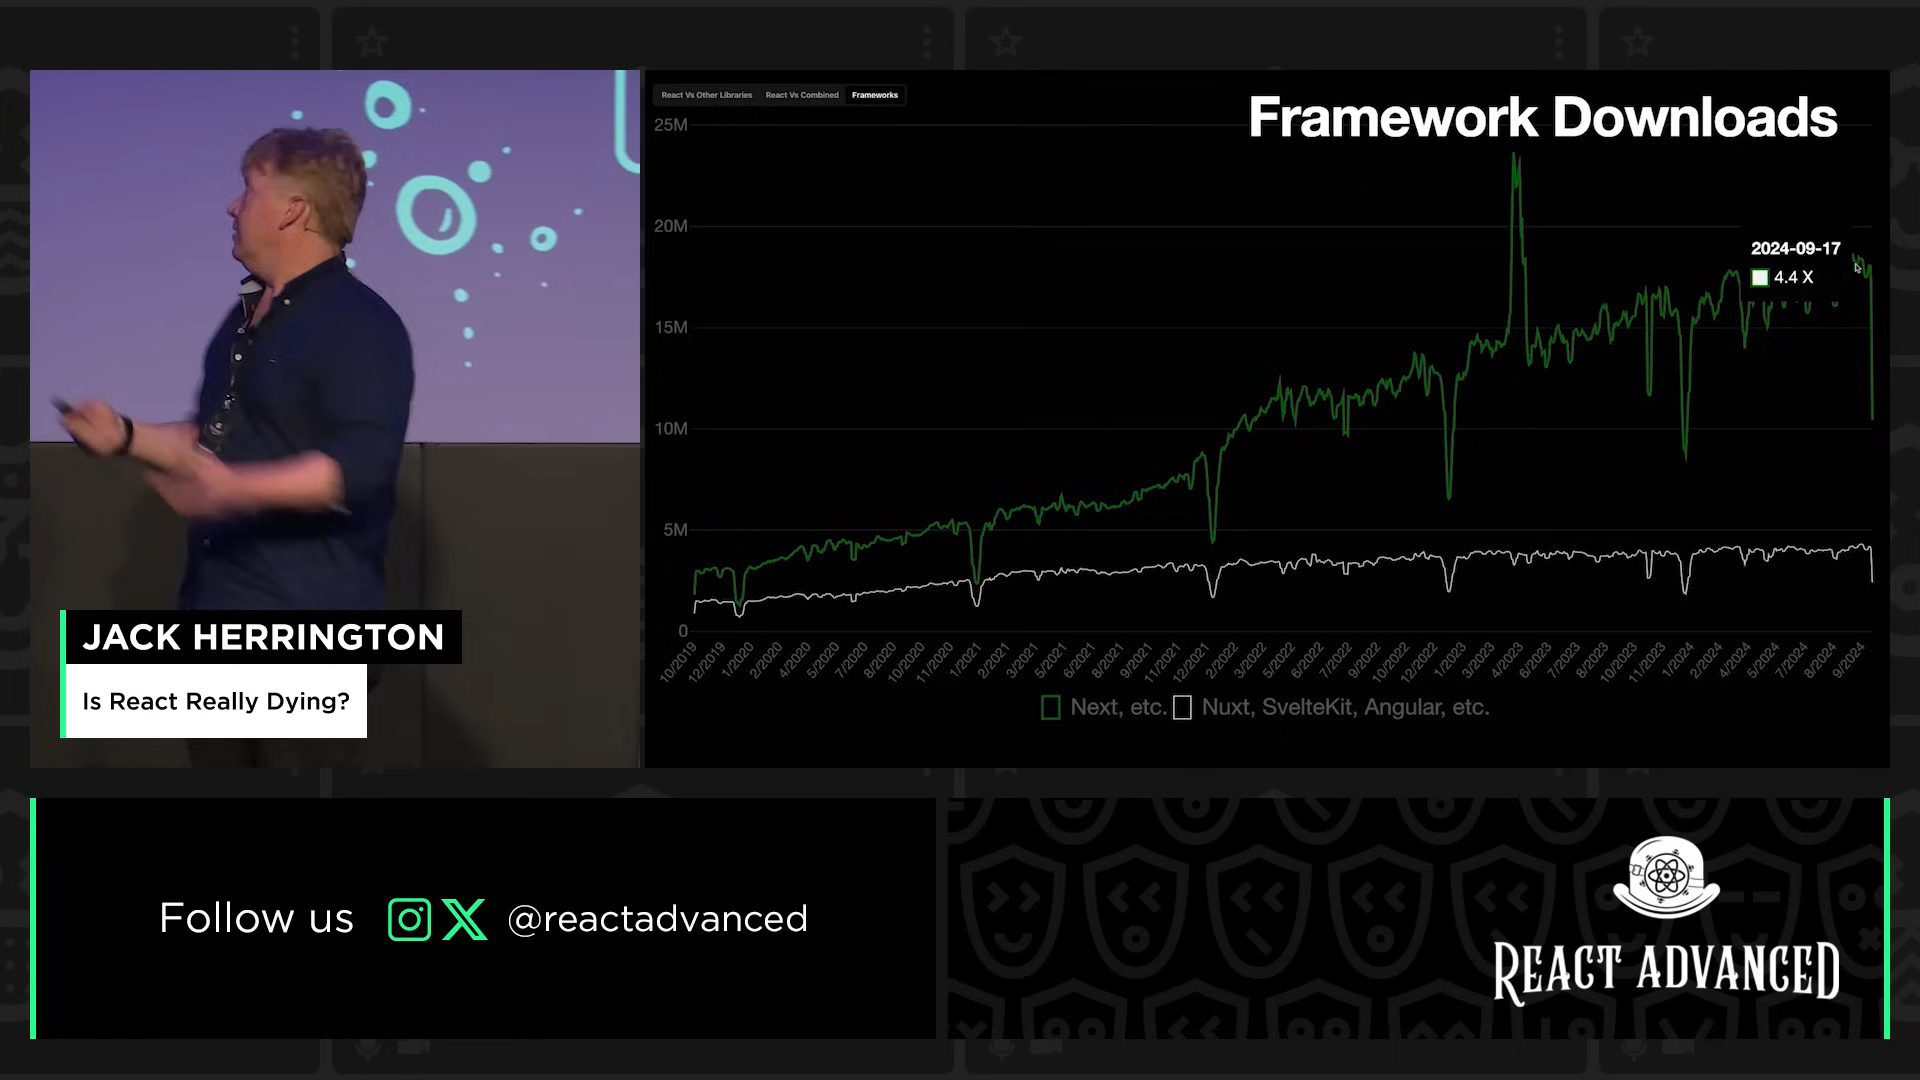 React Vs Other Libraries React Vs Combined Frameworks
Framework Downloads
25M
20M
15M
10M
5M
0
2024-09-17
4.4 X
10/2019 12/2019 1/2020 2/2020 4/2020 5/2020 7/2020 8/2020 10/2020 11/2020 1/2021 2/2021 3/2021 5/2021 6/2021 8/2021 9/2021 11/2021 12/2021 2/2022 3/2022 5/2022 6/2022 7/2022 9/2022 10/2022 12/2022 1/2023 3/2023 4/2023 6/2023 7/2023 8/2023 10/2023 11/2023 1/2024 2/2024 4/2024 5/2024 7/2024 8/2024 9/2024
Next, etc. Nuxt, SvelteKit, Angular, etc.
JACK HERRINGTON
Is React Really Dying?
Follow us @reactadvanced
REACT ADVANCED